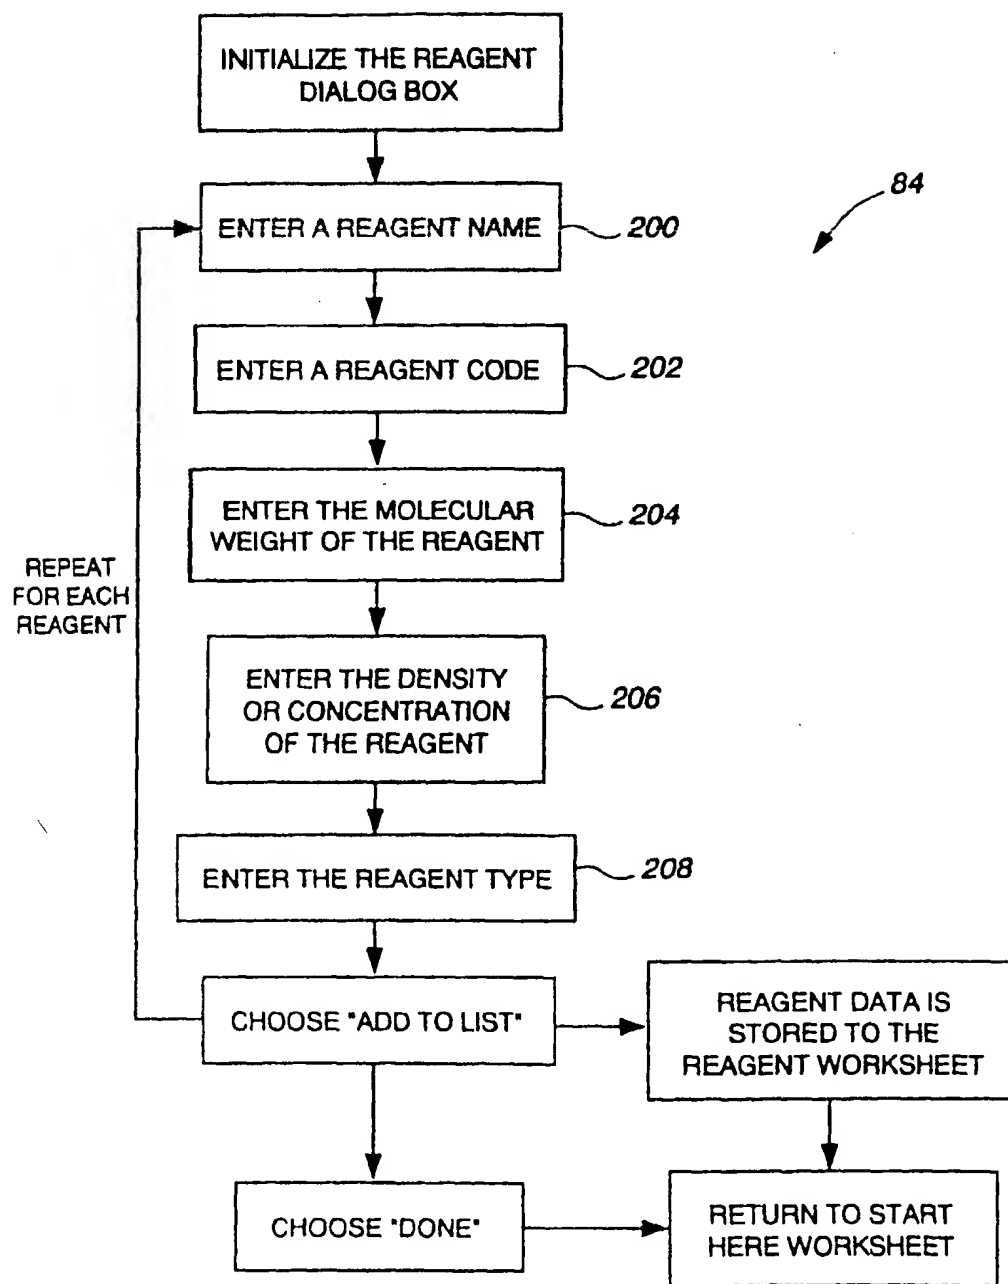 INITIALIZE THE REAGENT
DIALOG BOX
84
ENTER A REAGENT NAME
200
ENTER A REAGENT CODE
202
ENTER THE MOLECULAR
WEIGHT OF THE REAGENT
204
REPEAT
FOR EACH
REAGENT
ENTER THE DENSITY
OR CONCENTRATION
OF THE REAGENT
206
ENTER THE REAGENT TYPE
208
CHOOSE "ADD TO LIST"
REAGENT DATA IS
STORED TO THE
REAGENT WORKSHEET
CHOOSE "DONE"
RETURN TO START
HERE WORKSHEET